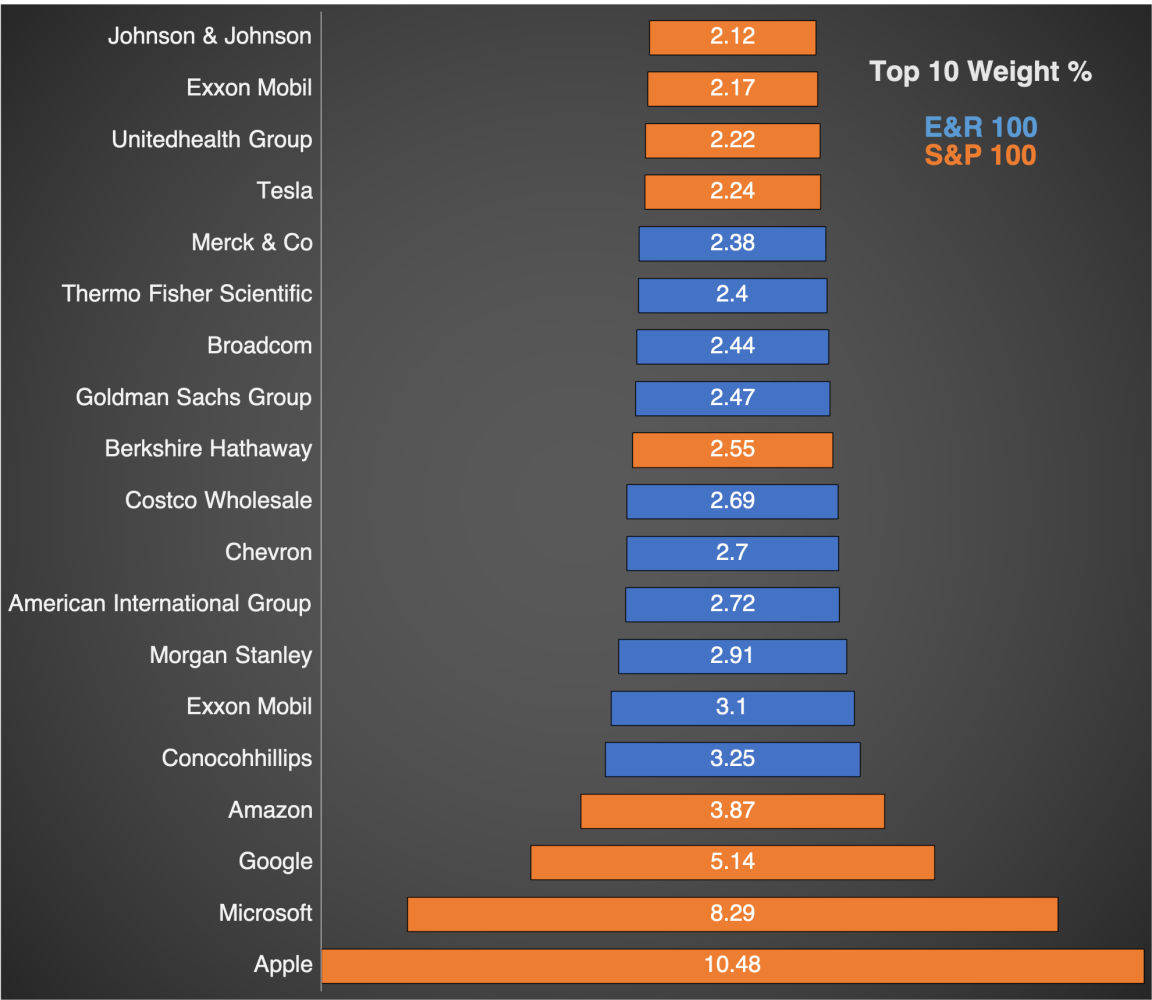 Johnson & Johnson 2.12
Exxon Mobil 2.17
Top 10 Weight %
Unitedhealth Group 2.22
E&R 100
S&P 100
Tesla 2.24
Merck & Co 2.38
Thermo Fisher Scientific 2.4
Broadcom 2.44
Goldman Sachs Group 2.47
Berkshire Hathaway 2.55
Costco Wholesale 2.69
Chevron 2.7
American International Group 2.72
Morgan Stanley 2.91
Exxon Mobil 3.1
Conocohhillips 3.25
Amazon 3.87
Google 5.14
Microsoft 8.29
Apple 10.48